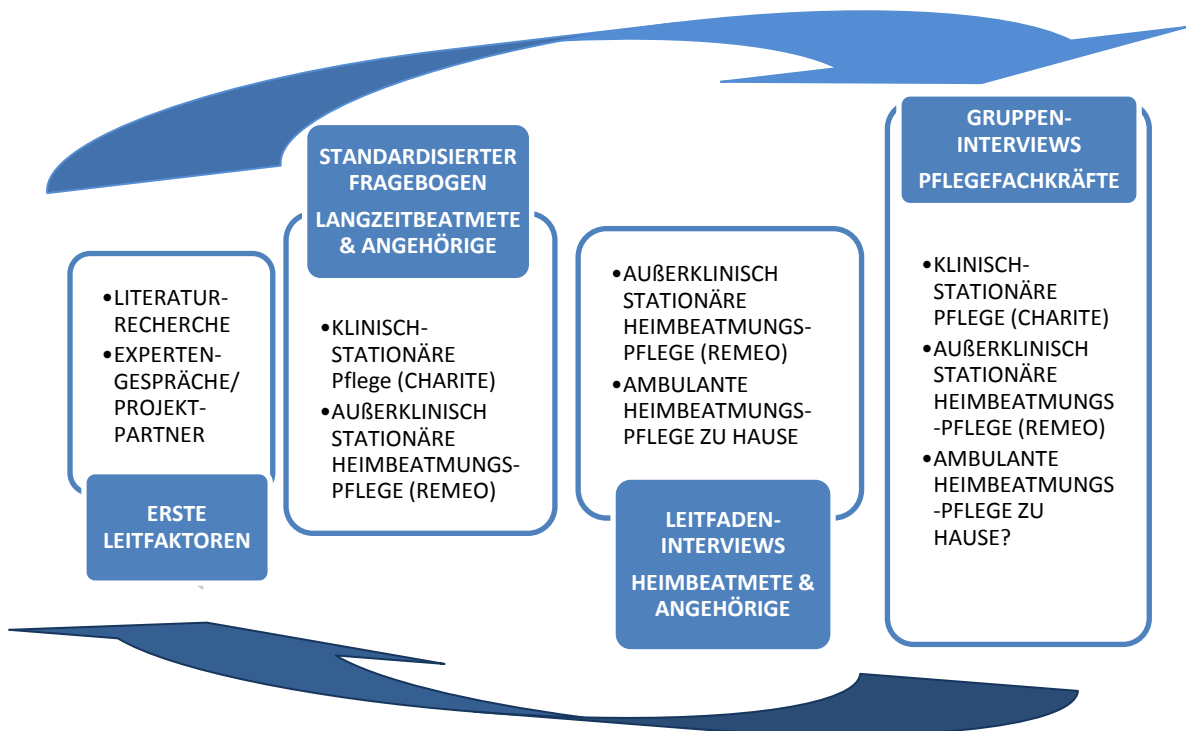 •LITERATUR-
RECHERCHE
•EXPERTEN-
GESPRÄCHE/
PROJEKT-
PARTNER
ERSTE
LEITFAKTOREN
STANDARDISIERTER
FRAGEBOGEN
LANGZEITBEATMETE
& ANGEHÖRIGE
•KLINISCH-
STATIONÄRE
Pflege (CHARITE)
•AUßERKLINISCH
STATIONÄRE
HEIMBEATMUNGS-
PFLEGE (REMEO)
•AUßERKLINISCH
STATIONÄRE
HEIMBEATMUNGS-
PFLEGE (REMEO)
•AMBULANTE
HEIMBEATMUNGS-
PFLEGE ZU HAUSE
LEITFADEN-
INTERVIEWS
HEIMBEATMETE &
ANGEHÖRIGE
GRUPPEN-
INTERVIEWS
PFLEGEFACHKRÄFTE
•KLINISCH-
STATIONÄRE
PFLEGE (CHARITE)
•AUßERKLINISCH
STATIONÄRE
HEIMBEATMUNGS
-PFLEGE (REMEO)
•AMBULANTE
HEIMBEATMUNGS
-PFLEGE ZU
HAUSE?